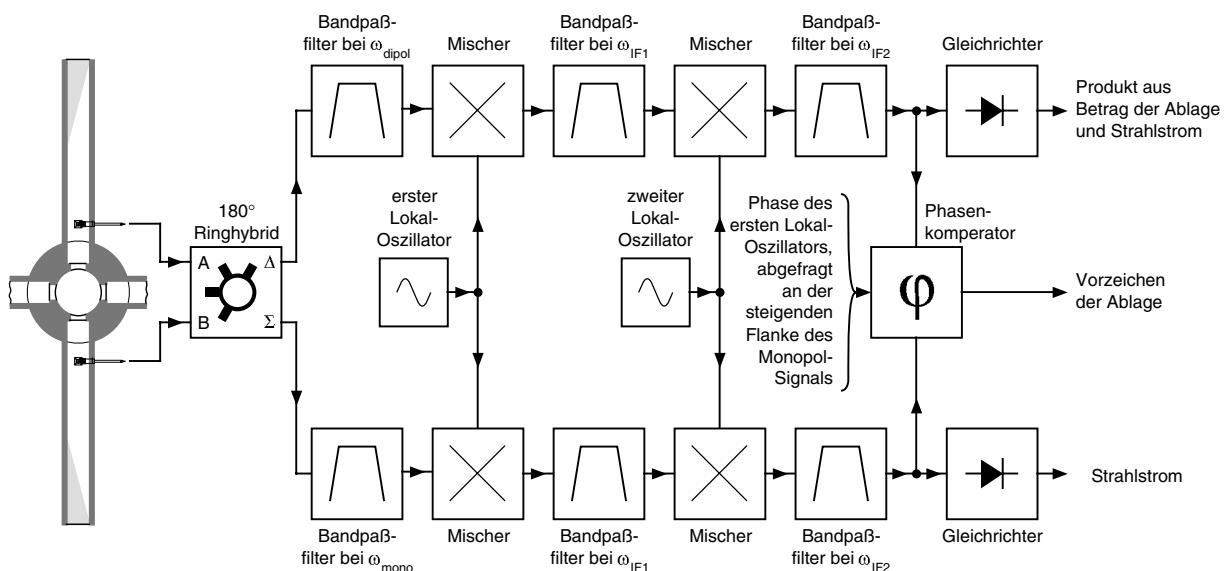 Bandpaß-
filter bei ω_dipol
Mischer
Bandpaß-
filter bei ω_IF1
Mischer
Bandpaß-
filter bei ω_IF2
Gleichrichter
Produkt aus
Betrag der Ablage
und Strahlstrom
180°
Ringhybrid
A
Δ
B
Σ
erster
Lokal-
Oszillator
zweiter
Lokal-
Oszillator
Phase des
ersten Lokal-
Oszillators,
abgefragt
an der
steigenden
Flanke des
Monopol-
Signals
Phasen-
komperator
φ
Vorzeichen
der Ablage
Strahlstrom
Bandpaß-
filter bei ω_mono
Mischer
Bandpaß-
filter bei ω_IF1
Mischer
Bandpaß-
filter bei ω_IF2
Gleichrichter